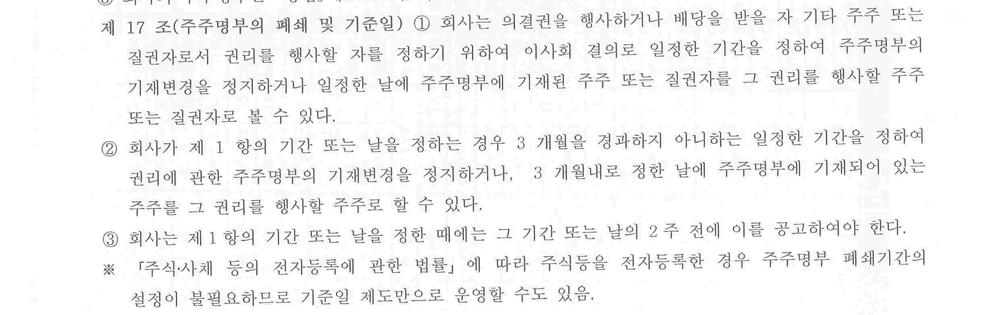 제 17 조(주주명부의 폐쇄 및 기준일) ① 회사는 의결권을 행사하거나 배당을 받을 자 기타 주주 또는
질권자로서 권리를 행사할 자를 정하기 위하여 이사회 결의로 일정한 기간을 정하여 주주명부의
기재변경을 정지하거나 일정한 날에 주주명부에 기재된 주주 또는 질권자를 그 권리를 행사할 주주
또는 질권자로 볼 수 있다.
② 회사가 제 1 항의 기간 또는 날을 정하는 경우 3 개월을 경과하지 아니하는 일정한 기간을 정하여
권리에 관한 주주명부의 기재변경을 정지하거나, 3 개월내로 정한 날에 주주명부에 기재되어 있는
주주를 그 권리를 행사할 주주로 할 수 있다.
③ 회사는 제 1 항의 기간 또는 날을 정한 때에는 그 기간 또는 날의 2 주 전에 이를 공고하여야 한다.
※ 「주식·사채 등의 전자등록에 관한 법률」에 따라 주식등을 전자등록한 경우 주주명부 폐쇄기간의
설정이 불필요하므로 기준일 제도만으로 운영할 수도 있음.